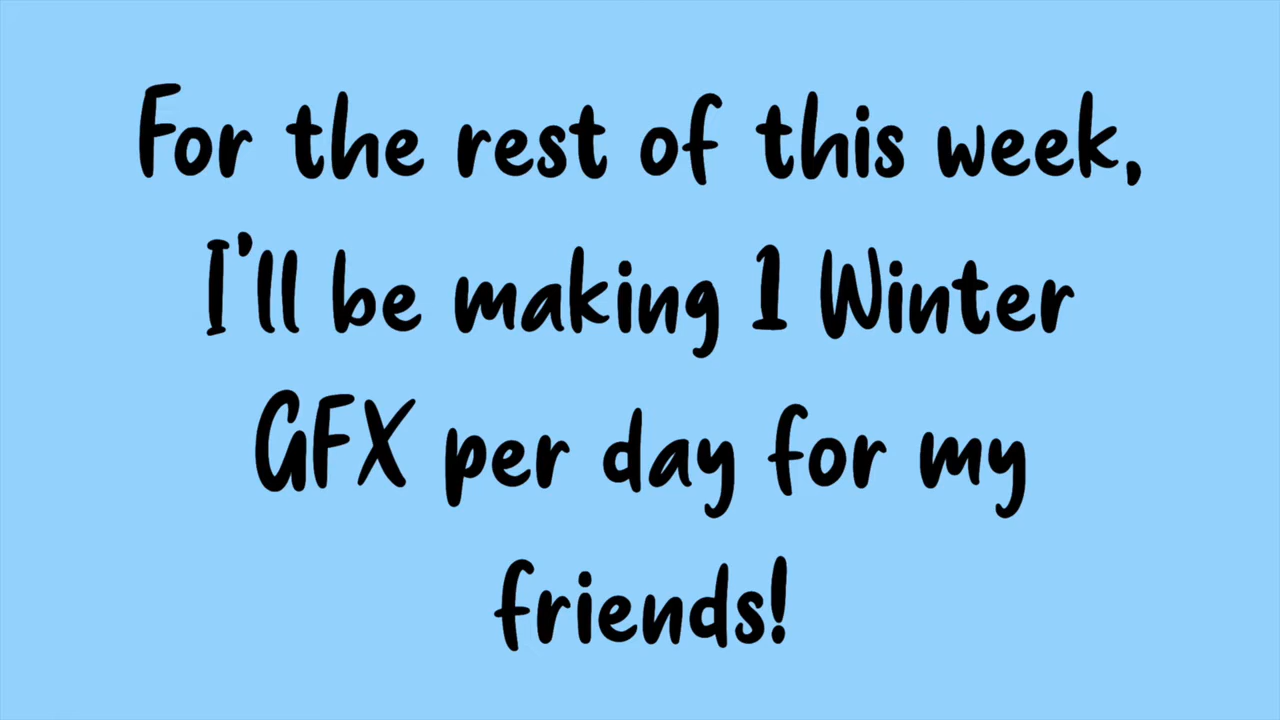 For the rest of this week,
I'll be making 1 Winter
GFX per day for my
friends!